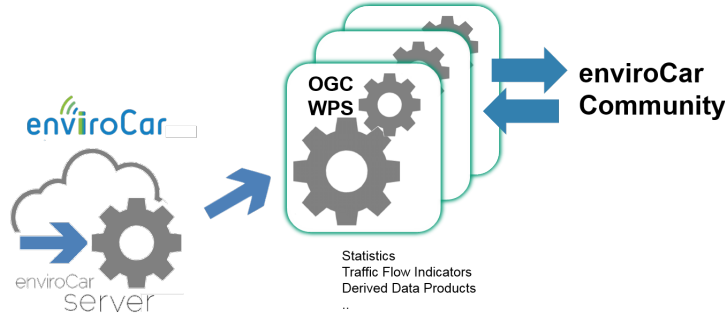 enviroCar
enviroCar
server
OGC
WPS
enviroCar
Community
Statistics
Traffic Flow Indicators
Derived Data Products
..